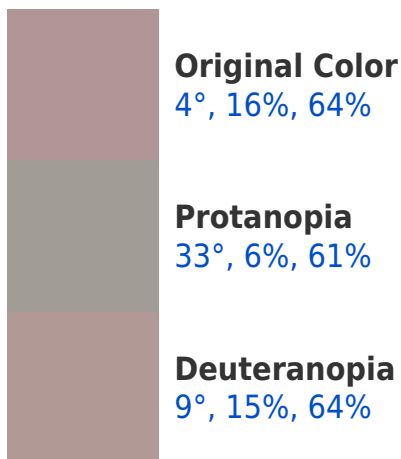 Original Color
4°, 16%, 64%
Protanopia
33°, 6%, 61%
Deuteranopia
9°, 15%, 64%